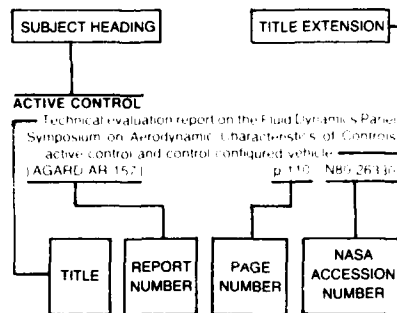 SUBJECT HEADING
TITLE EXTENSION
ACTIVE CONTROL
Technical evaluation report on the Fluid Dynamics Panel
Symposium on Aerodynamic Characteristics of Controls
active control and control configured vehicle
[AGARD-AR-157] p 110
TITLE
REPORT NUMBER
PAGE NUMBER
NASA ACCESSION NUMBER